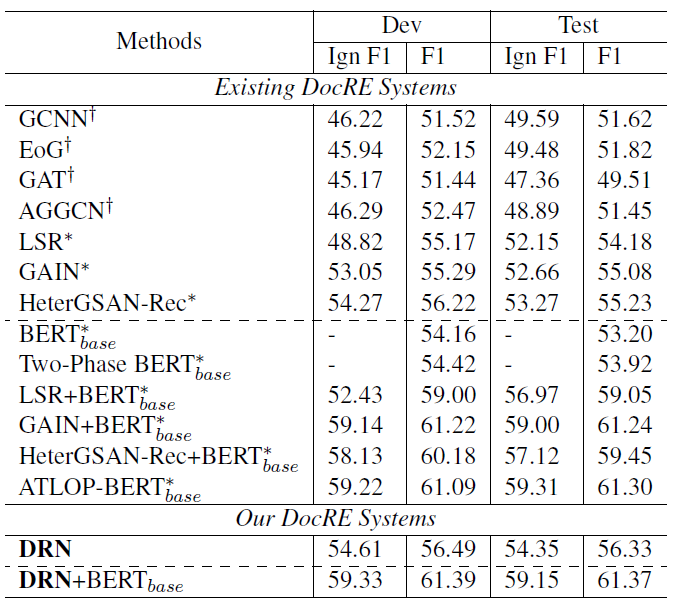 Methods Dev Test
Ign F1 F1 Ign F1 F1
Existing DocRE Systems
GCNN† 46.22 51.52 49.59 51.62
EoG† 45.94 52.15 49.48 51.82
GAT† 45.17 51.44 47.36 49.51
AGGCN† 46.29 52.47 48.89 51.45
LSR* 48.82 55.17 52.15 54.18
GAIN* 53.05 55.29 52.66 55.08
HeterGSAN-Rec* 54.27 56.22 53.27 55.23
BERT*base - 54.16 - 53.20
Two-Phase BERT*base - 54.42 - 53.92
LSR+BERT*base 52.43 59.00 56.97 59.05
GAIN+BERT*base 59.14 61.22 59.00 61.24
HeterGSAN-Rec+BERT*base 58.13 60.18 57.12 59.45
ATLOP-BERT*base 59.22 61.09 59.31 61.30
Our DocRE Systems
DRN 54.61 56.49 54.35 56.33
DRN+BERTbase 59.33 61.39 59.15 61.37